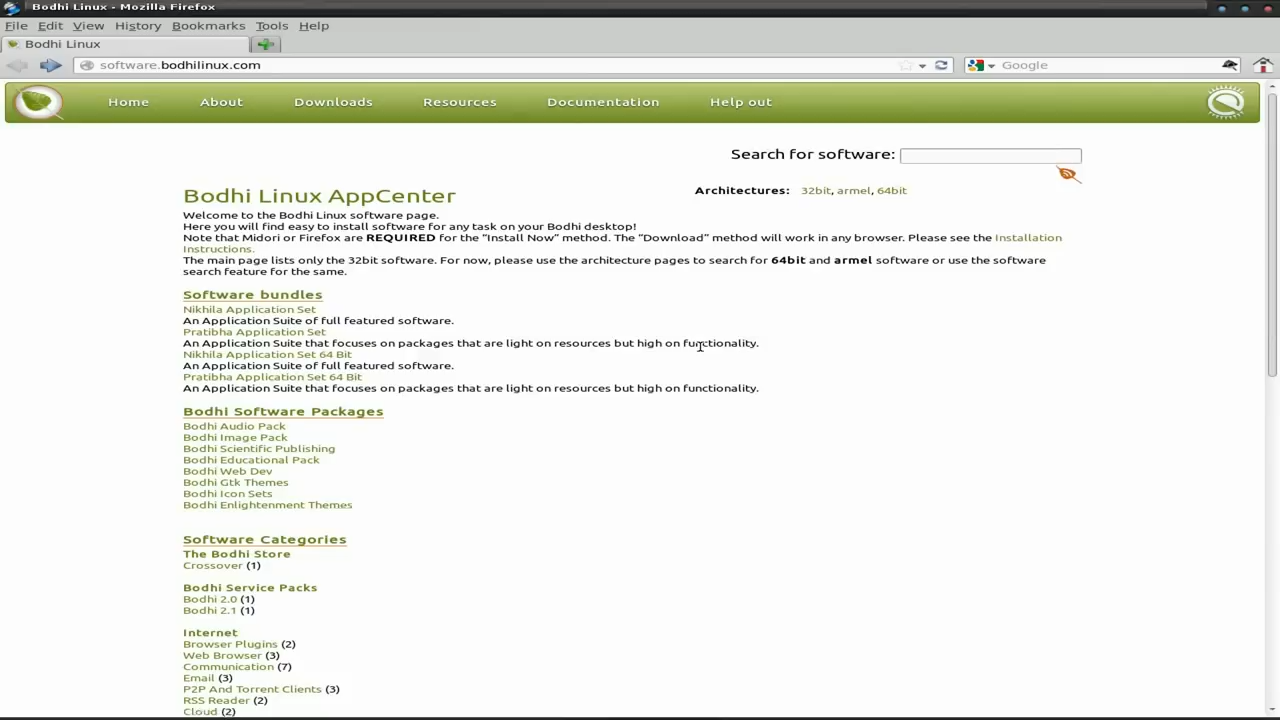 Bodhi Linux - Mozilla Firefox
File Edit View History Bookmarks Tools Help
Bodhi Linux
software.bodhilinux.com
Google
Home About Downloads Resources Documentation Help out
Search for software:
Bodhi Linux AppCenter
Architectures: 32bit, armel, 64bit
Welcome to the Bodhi Linux software page.
Here you will find easy to install software for any task on your Bodhi desktop!
Note that Midori or Firefox are REQUIRED for the "Install Now" method. The "Download" method will work in any browser. Please see the Installation
Instructions.
The main page lists only the 32bit software. For now, please use the architecture pages to search for 64bit and armel software or use the software
search feature for the same.
Software bundles
Nikhila Application Set
An Application Suite of full featured software.
Pratibha Application Set
An Application Suite that focuses on packages that are light on resources but high on functionality.
Nikhila Application Set 64 Bit
An Application Suite of full featured software.
Pratibha Application Set 64 Bit
An Application Suite that focuses on packages that are light on resources but high on functionality.
Bodhi Software Packages
Bodhi Audio Pack
Bodhi Image Pack
Bodhi Scientific Publishing
Bodhi Educational Pack
Bodhi Web Dev
Bodhi Gtk Themes
Bodhi Icon Sets
Bodhi Enlightenment Themes
Software Categories
The Bodhi Store
Crossover (1)
Bodhi Service Packs
Bodhi 2.0 (1)
Bodhi 2.1 (1)
Internet
Browser Plugins (2)
Web Browser (3)
Communication (7)
Email (3)
P2P And Torrent Clients (3)
RSS Reader (2)
Cloud (2)